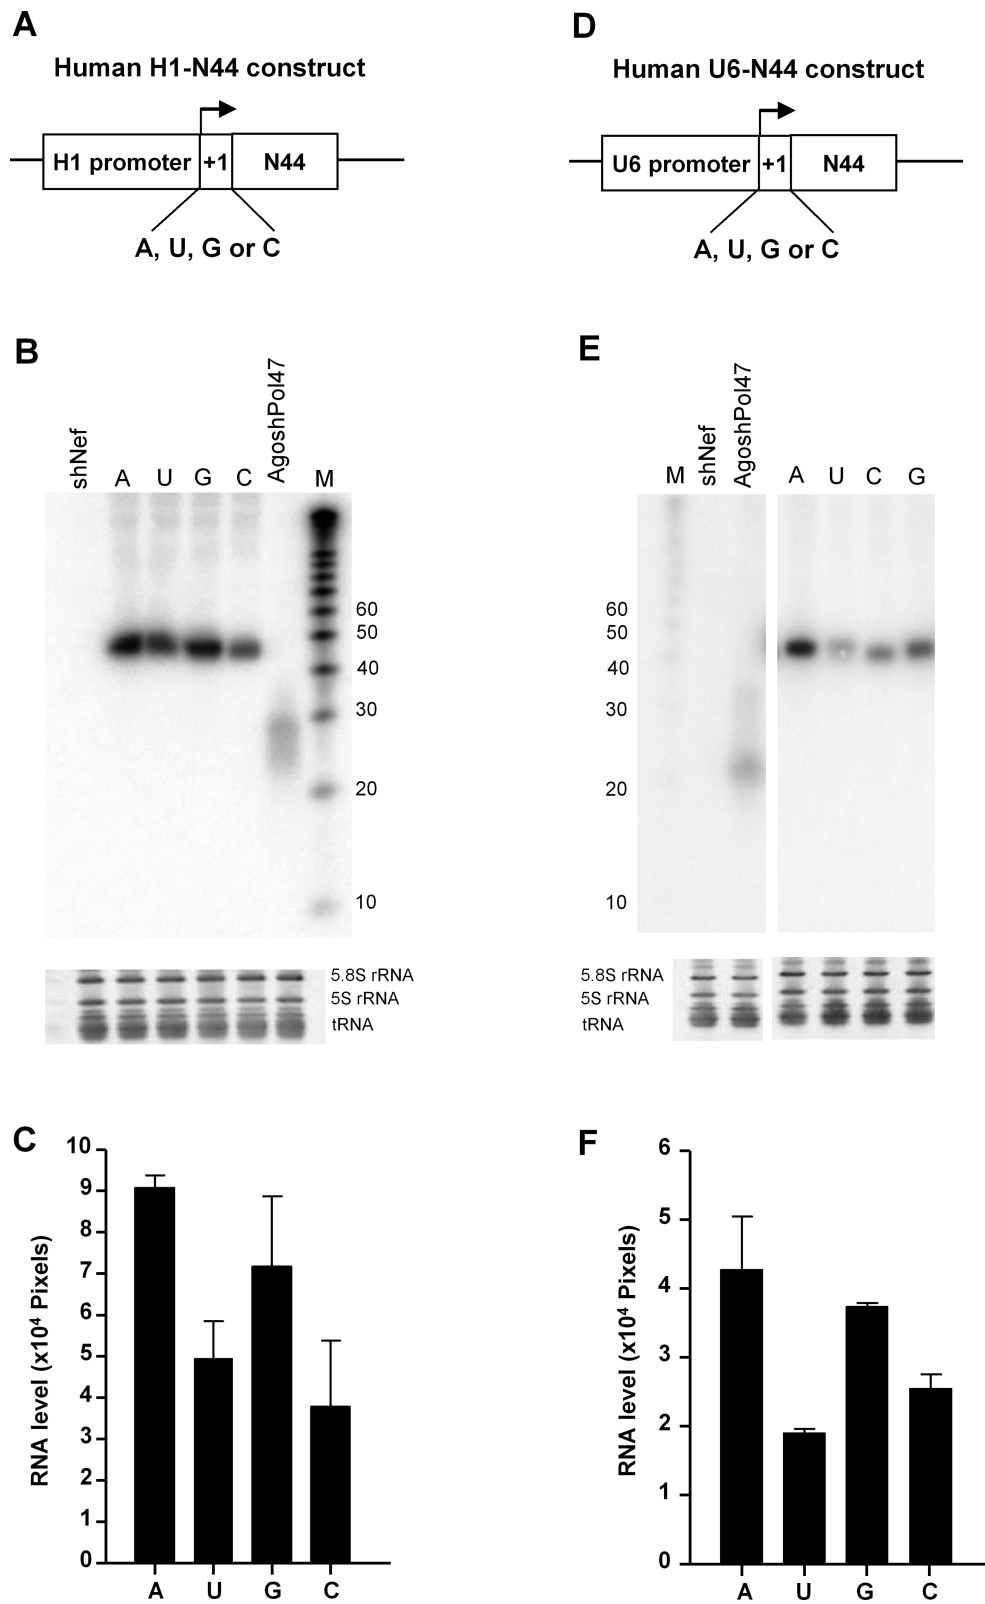 A
Human H1-N44 construct
H1 promoter +1 N44
A, U, G or C
D
Human U6-N44 construct
U6 promoter +1 N44
A, U, G or C
B
shNef A U G C AgoshPol47 M
60
50
40
30
20
10
5.8S rRNA
5S rRNA
tRNA
E
M shNef AgoshPol47 A U C G
60
50
40
30
20
10
5.8S rRNA
5S rRNA
tRNA
C
RNA level (x10⁴ Pixels)
10
9
8
7
6
5
4
3
2
1
0
A U G C
F
RNA level (x10⁴ Pixels)
6
5
4
3
2
1
0
A U G C